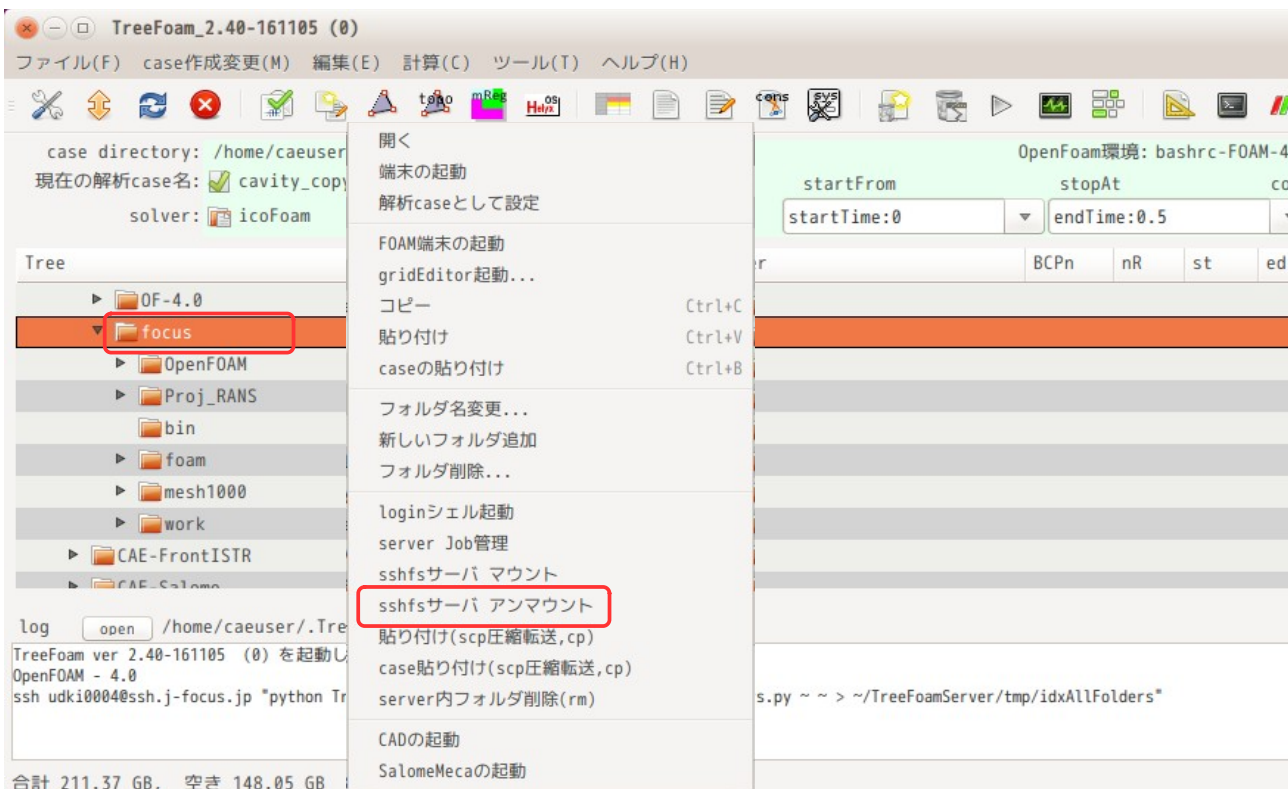 TreeFoam_2.40-161105 (0)
ファイル(F) case作成変更(M) 編集(E) 計算(C) ツール(T) ヘルプ(H)
topo mReg OS Helyx cons sys
case directory: /home/caeuser
OpenFoam環境: bashrc-FOAM-4
現在の解析case名: cavity_copy
startFrom stopAt co
solver: icoFoam
startTime:0 endTime:0.5
Tree r BCPn nR st ed
OF-4.0
focus
OpenFOAM
Proj_RANS
bin
foam
mesh1000
work
CAE-FrontISTR
CAE-Salome
開く
端末の起動
解析caseとして設定
FOAM端末の起動
gridEditor起動...
コピー Ctrl+C
貼り付け Ctrl+V
caseの貼り付け Ctrl+B
フォルダ名変更...
新しいフォルダ追加
フォルダ削除...
loginシェル起動
server Job管理
sshfsサーバ マウント
sshfsサーバ アンマウント
貼り付け(scp圧縮転送,cp)
case貼り付け(scp圧縮転送,cp)
server内フォルダ削除(rm)
CADの起動
SalomeMecaの起動
log open /home/caeuser/.Tre
TreeFoam ver 2.40-161105 (0) を起動し
OpenFOAM - 4.0
ssh udki0004@ssh.j-focus.jp "python Tr s.py ~ ~ > ~/TreeFoamServer/tmp/idxAllFolders"
合計 211.37 GB, 空き 148.05 GB